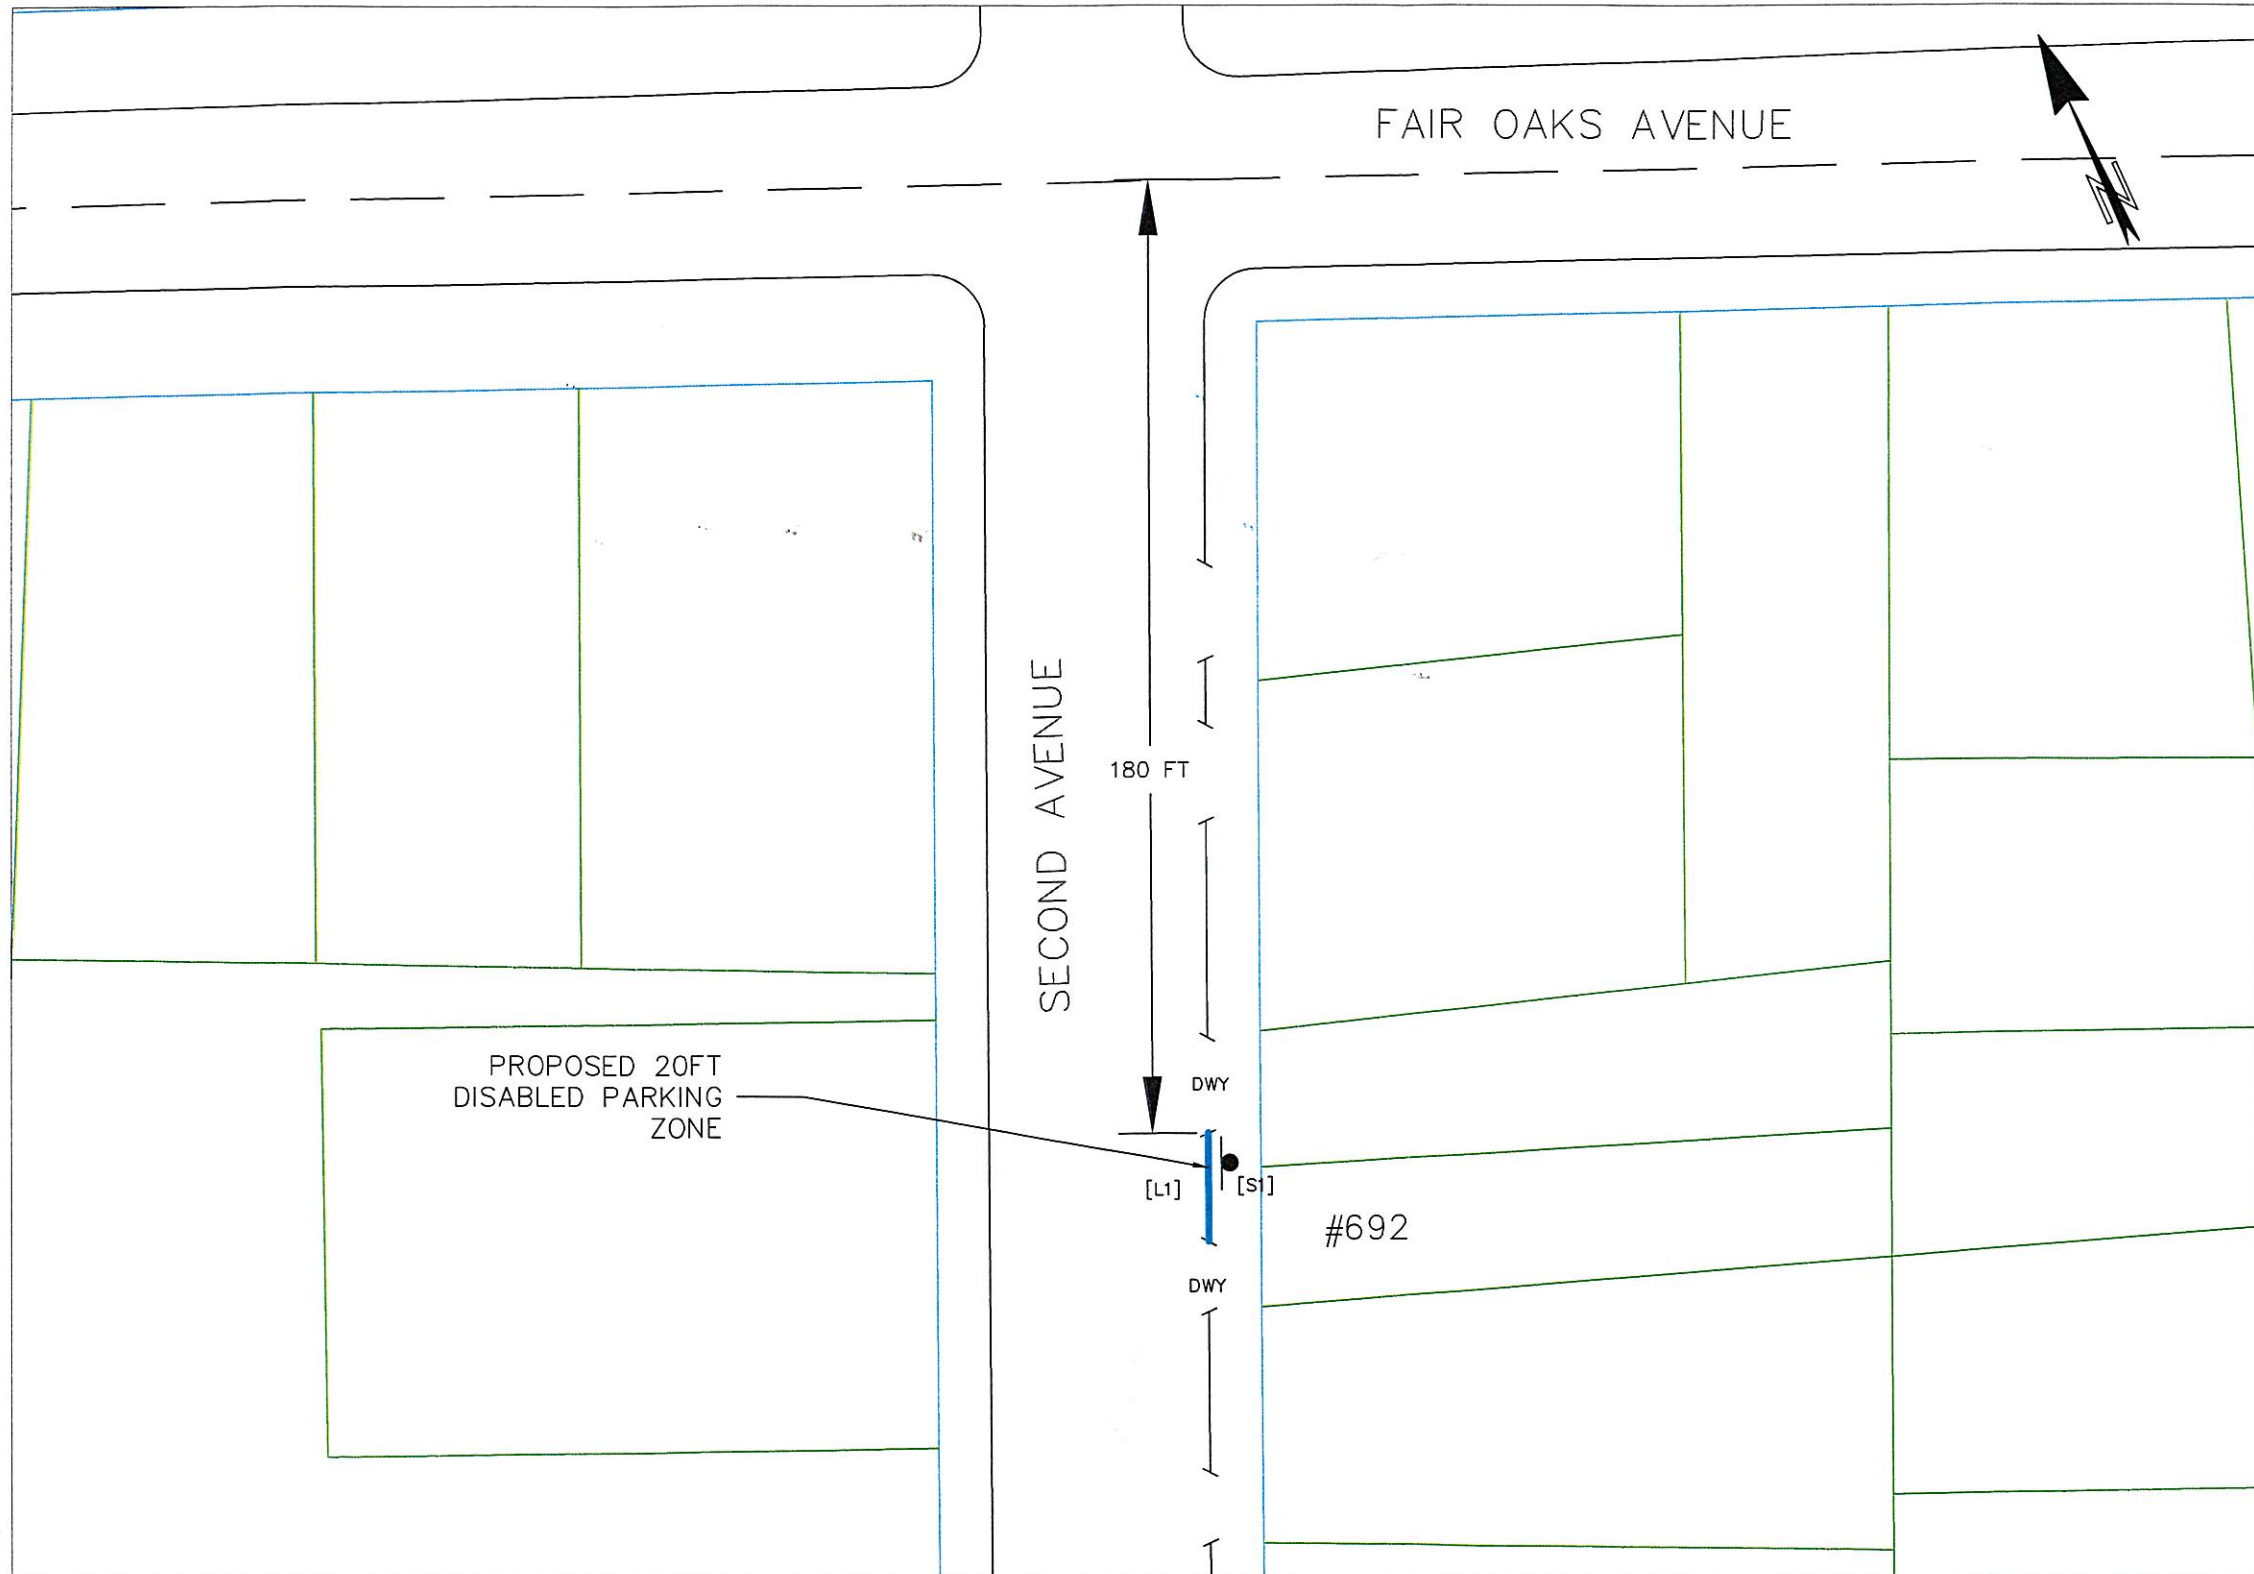 FAIR OAKS AVENUE
N
SECOND AVENUE
180 FT
PROPOSED 20FT
DISABLED PARKING
ZONE
DWY
[L1]
[S1]
#692
DWY